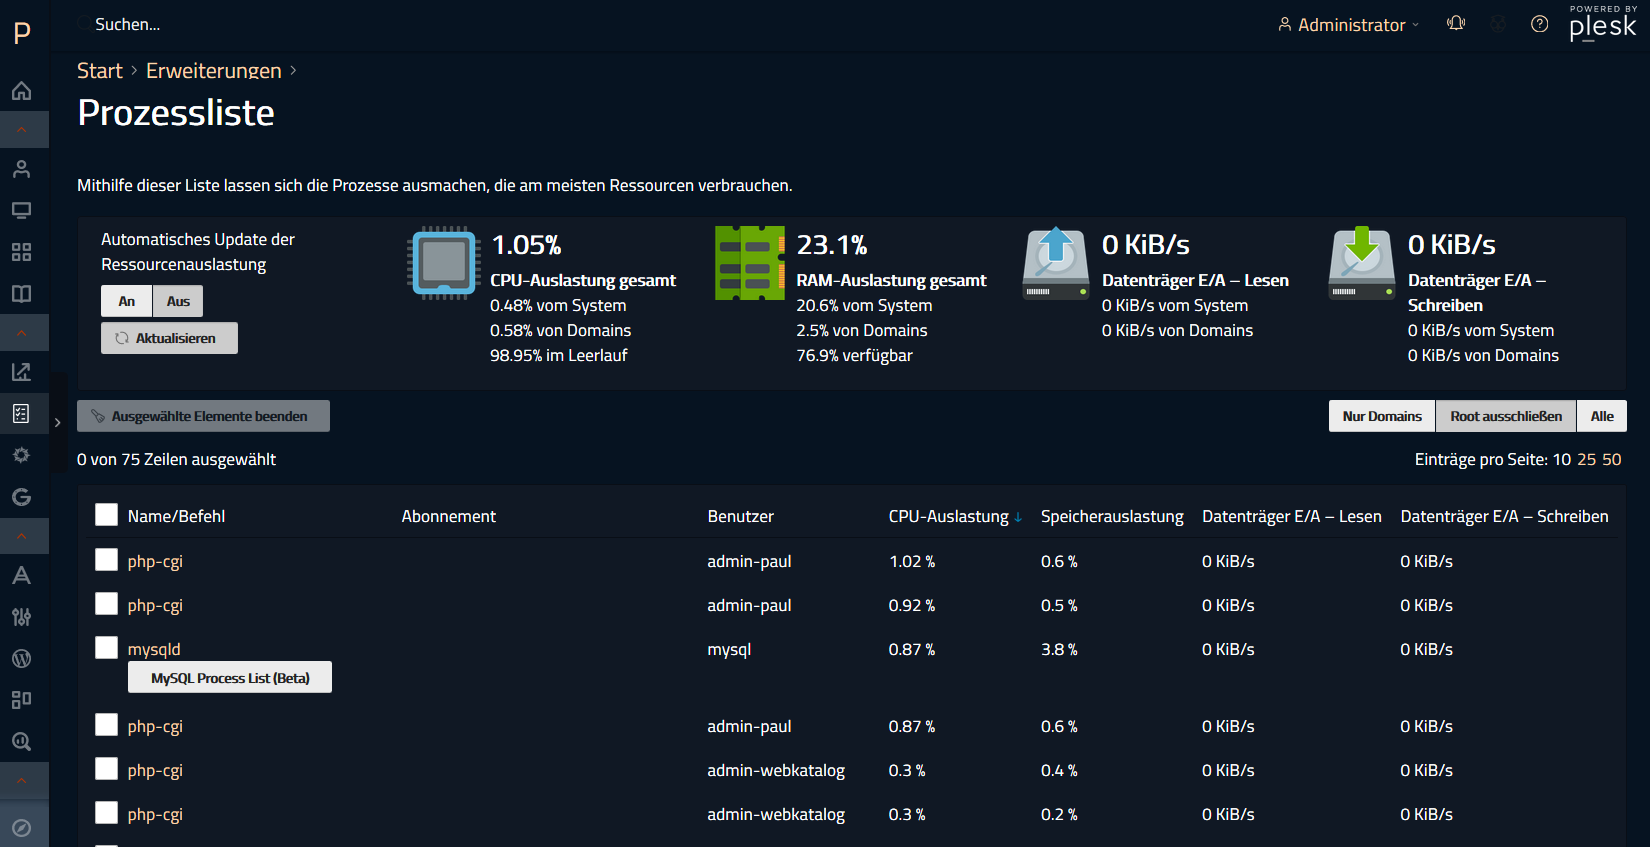 P
Suchen...
Administrator
POWERED BY
plesk
Start > Erweiterungen >
Prozessliste
Mithilfe dieser Liste lassen sich die Prozesse ausmachen, die am meisten Ressourcen verbrauchen.
Automatisches Update der
Ressourcenauslastung
An Aus
Aktualisieren
1.05%
CPU-Auslastung gesamt
0.48% vom System
0.58% von Domains
98.95% im Leerlauf
23.1%
RAM-Auslastung gesamt
20.6% vom System
2.5% von Domains
76.9% verfügbar
0 KiB/s
Datenträger E/A – Lesen
0 KiB/s vom System
0 KiB/s von Domains
0 KiB/s
Datenträger E/A –
Schreiben
0 KiB/s vom System
0 KiB/s von Domains
Ausgewählte Elemente beenden
Nur Domains Root ausschließen Alle
0 von 75 Zeilen ausgewählt
Einträge pro Seite: 10 25 50
Name/Befehl Abonnement Benutzer CPU-Auslastung ↓ Speicherauslastung Datenträger E/A – Lesen Datenträger E/A – Schreiben
php-cgi admin-paul 1.02 % 0.6 % 0 KiB/s 0 KiB/s
php-cgi admin-paul 0.92 % 0.5 % 0 KiB/s 0 KiB/s
mysqld mysql 0.87 % 3.8 % 0 KiB/s 0 KiB/s
MySQL Process List (Beta)
php-cgi admin-paul 0.87 % 0.6 % 0 KiB/s 0 KiB/s
php-cgi admin-webkatalog 0.3 % 0.4 % 0 KiB/s 0 KiB/s
php-cgi admin-webkatalog 0.3 % 0.2 % 0 KiB/s 0 KiB/s